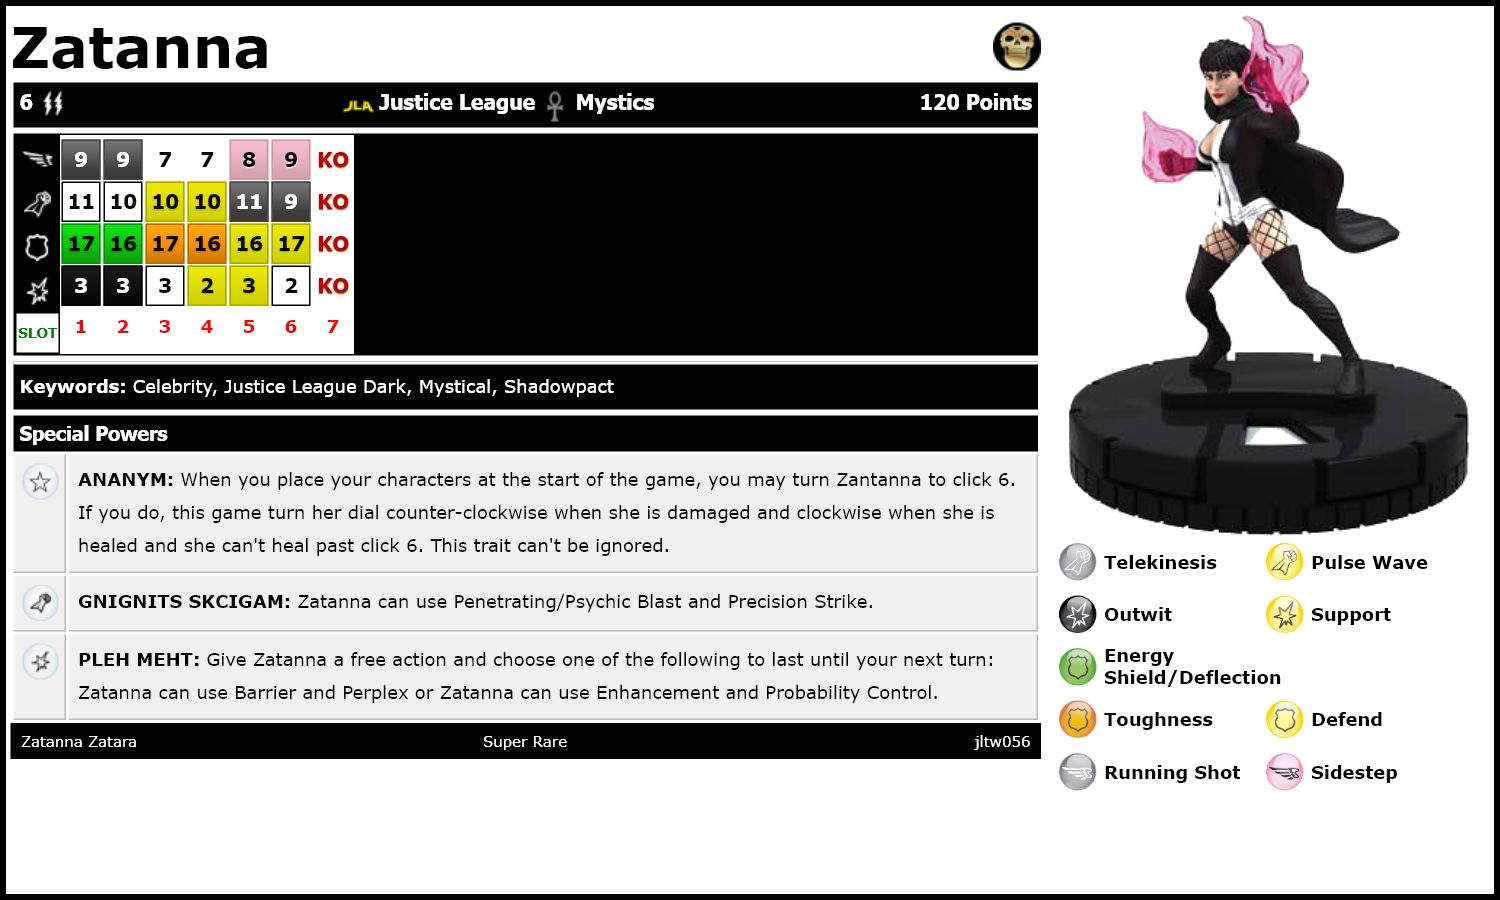 Zatanna
6 JLA Justice League Mystics 120 Points
9 9 7 7 8 9 KO
11 10 10 10 11 9 KO
17 16 17 16 16 17 KO
3 3 3 2 3 2 KO
SLOT 1 2 3 4 5 6 7
Keywords: Celebrity, Justice League Dark, Mystical, Shadowpact
Special Powers
ANANYM: When you place your characters at the start of the game, you may turn Zantanna to click 6.
If you do, this game turn her dial counter-clockwise when she is damaged and clockwise when she is
healed and she can't heal past click 6. This trait can't be ignored.
GNIGNITS SKCIGAM: Zatanna can use Penetrating/Psychic Blast and Precision Strike.
PLEH MEHT: Give Zatanna a free action and choose one of the following to last until your next turn:
Zatanna can use Barrier and Perplex or Zatanna can use Enhancement and Probability Control.
Zatanna Zatara Super Rare jltw056
Telekinesis Pulse Wave
Outwit Support
Energy
Shield/Deflection
Toughness Defend
Running Shot Sidestep